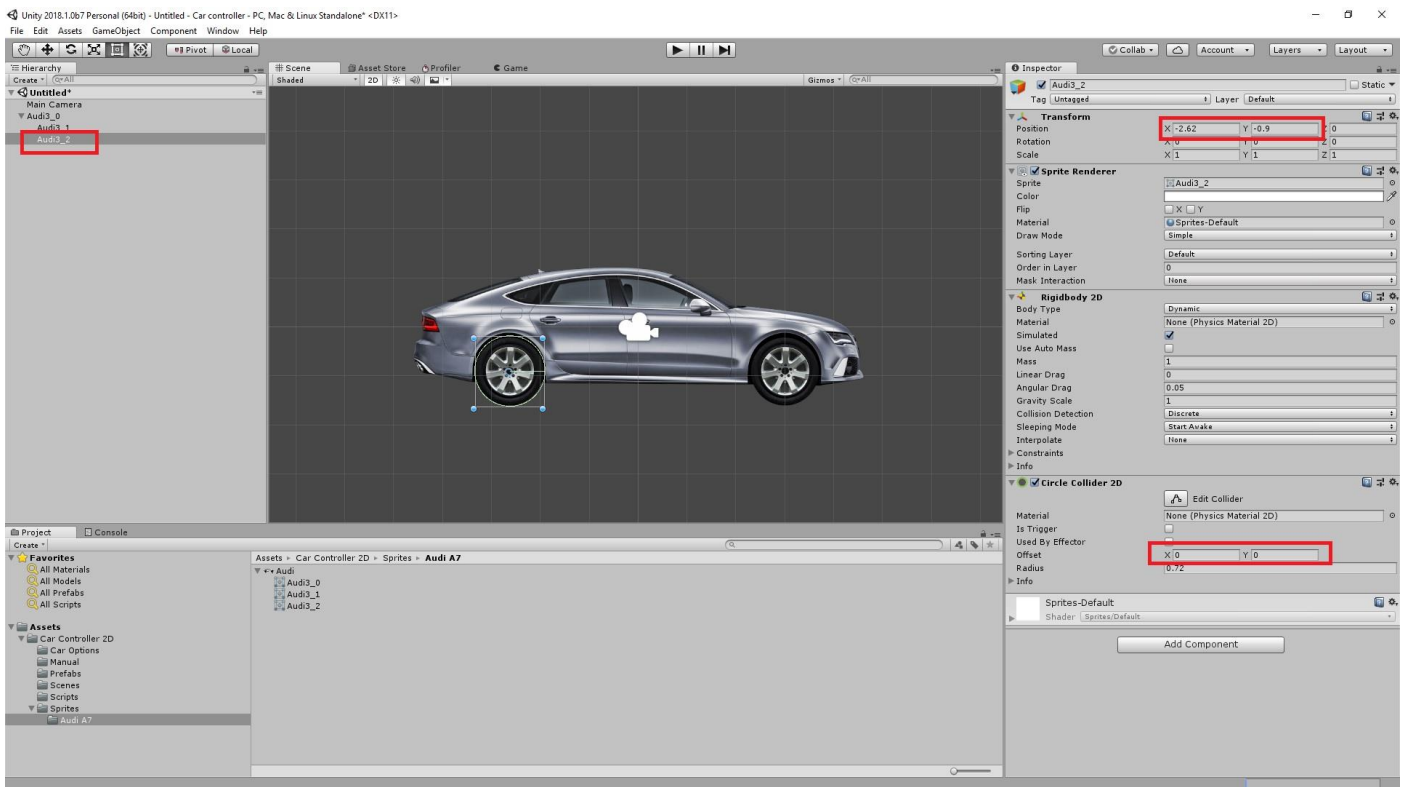 Unity 2018.1.0b7 Personal (64bit) - Untitled - Car controller - PC, Mac & Linux Standalone* <DX11>
File Edit Assets GameObject Component Window Help
Pivot Local Collab Account Layers Layout
Hierarchy
Create All
Untitled*
Main Camera
Audi3_0
Audi3_1
Audi3_2
Scene Asset Store Profiler Game
Shaded 2D Gizmos All
Inspector
Audi3_2 Static
Tag Untagged Layer Default
Transform
Position X -2.62 Y -0.9 Z 0
Rotation X 0 Y 0 Z 0
Scale X 1 Y 1 Z 1
Sprite Renderer
Sprite Audi3_2
Color
Flip X Y
Material Sprites-Default
Draw Mode Simple
Sorting Layer Default
Order in Layer 0
Mask Interaction None
Rigidbody 2D
Body Type Dynamic
Material None (Physics Material 2D)
Simulated
Use Auto Mass
Mass 1
Linear Drag 0
Angular Drag 0.05
Gravity Scale 1
Collision Detection Discrete
Sleeping Mode Start Awake
Interpolate None
Constraints
Info
Circle Collider 2D
Edit Collider
Material None (Physics Material 2D)
Is Trigger
Used By Effector
Offset X 0 Y 0
Radius 0.72
Info
Sprites-Default
Shader Sprites/Default
Add Component
Project Console
Create
Favorites
All Materials
All Models
All Prefabs
All Scripts
Assets
Car Controller 2D
Car Options
Manual
Prefabs
Scenes
Scripts
Sprites
Audi A7
Assets Car Controller 2D Sprites Audi A7
Audi
Audi3_0
Audi3_1
Audi3_2